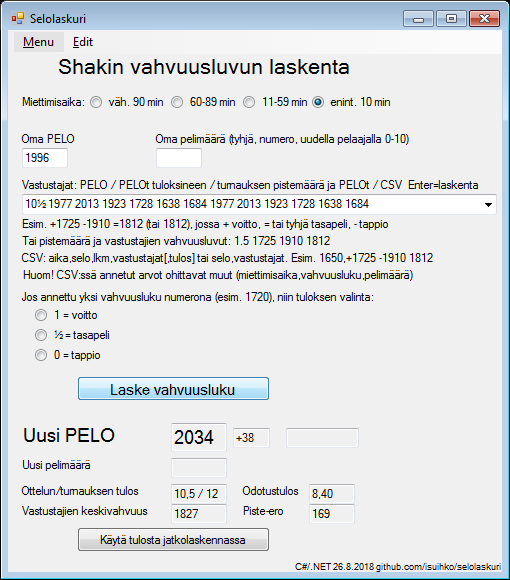 Selolaskuri
Menu Edit
Shakin vahvuusluvun laskenta
Miettimisaika: väh. 90 min 60-89 min 11-59 min enint. 10 min
Oma PELO Oma pelimäärä (tyhjä, numero, uudella pelaajalla 0-10)
1996
Vastustajat: PELO / PELOt tuloksineen / turnauksen pistemäärä ja PELOt / CSV Enter=laskenta
10½ 1977 2013 1923 1728 1638 1684 1977 2013 1923 1728 1638 1684
Esim. +1725 -1910 =1812 (tai 1812), jossa + voitto, = tai tyhjä tasapeli, - tappio
Tai pistemäärä ja vastustajien vahvuusluvut: 1.5 1725 1910 1812
CSV: aika,selo,lkm,vastustajat[,tulos] tai selo,vastustajat. Esim. 1650,+1725 -1910 1812
Huom! CSV:ssä annetut arvot ohittavat muut (miettimisaika,vahvuusluku,pelimäärä)
Jos annettu yksi vahvuusluku numerona (esim. 1720), niin tuloksen valinta:
1 = voitto
½ = tasapeli
0 = tappio
Laske vahvuusluku
Uusi PELO 2034 +38
Uusi pelimäärä
Ottelun/turnauksen tulos 10,5 / 12 Odotustulos 8,40
Vastustajien keskivahvuus 1827 Piste-ero 169
Käytä tulosta jatkolaskennassa
C#/.NET 26.8.2018 github.com/isuihko/selolaskuri